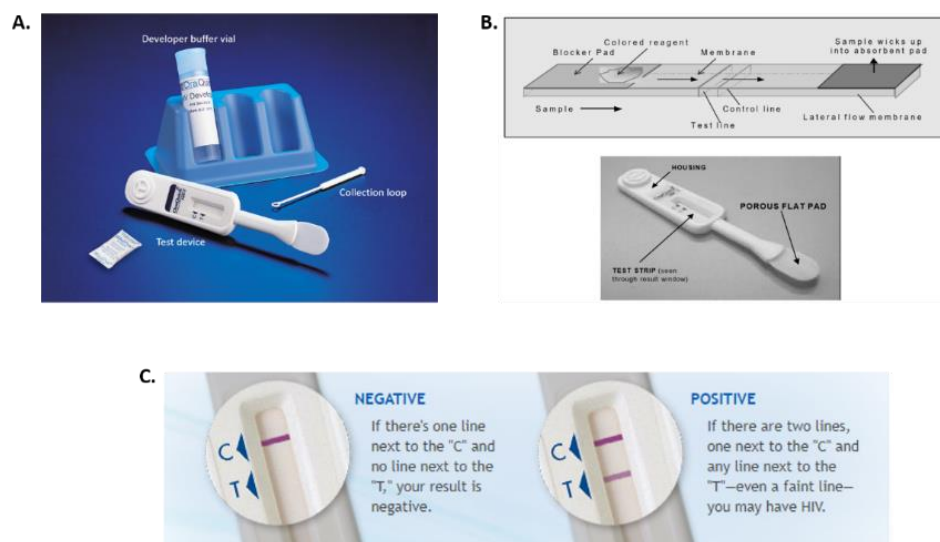 A.
Developer buffer vial
Collection loop
Test device
B.
Blocker Pad
Colored reagent
Membrane
Sample wicks up
into absorbent pad
Sample
Test line
Control line
Lateral flow membrane
HOUSING
POROUS FLAT PAD
TEST STRIP (seen
through result window)
C.
NEGATIVE
If there's one line
next to the "C" and
no line next to the
"T," your result is
negative.
C
T
POSITIVE
If there are two lines,
one next to the "C" and
any line next to the
"T"—even a faint line—
you may have HIV.
C
T